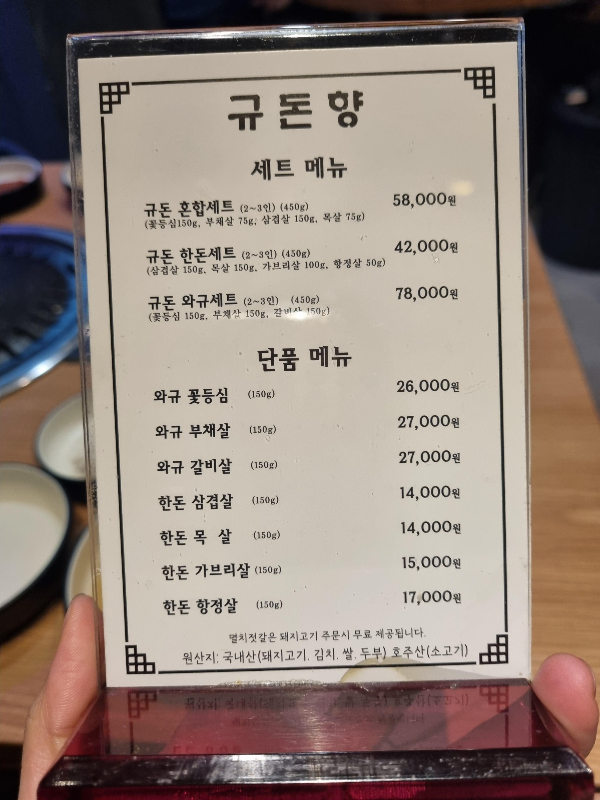 규돈향
세트 메뉴
규돈 혼합세트 (2~3인) (450g) 58,000원
(꽃등심150g, 부채살 75g, 삼겹살 150g, 목살 75g)
규돈 한돈세트 (2~3인) (450g) 42,000원
(삼겹살 150g, 목살 150g, 가브리살 100g, 항정살 50g)
규돈 와규세트 (2~3인) (450g) 78,000원
(꽃등심 150g, 부채살 150g, 갈비살 150g)
단품 메뉴
와규 꽃등심 (150g) 26,000원
와규 부채살 (150g) 27,000원
와규 갈비살 (150g) 27,000원
한돈 삼겹살 (150g) 14,000원
한돈 목 살 (150g) 14,000원
한돈 가브리살 (150g) 15,000원
한돈 항정살 (150g) 17,000원
멸치젓갈은 돼지고기 주문시 무료 제공됩니다.
원산지: 국내산(돼지고기. 김치. 쌀. 두부) 호주산(소고기)